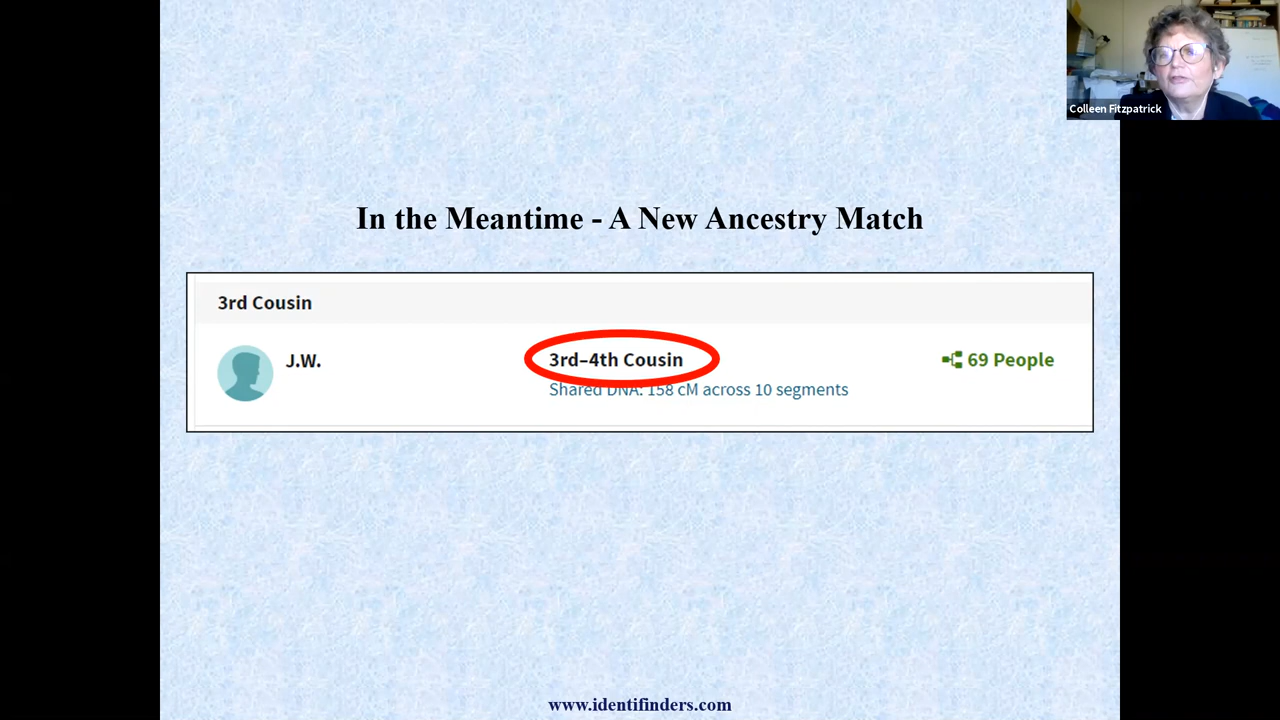 Colleen Fitzpatrick
In the Meantime - A New Ancestry Match
3rd Cousin
J.W.
3rd–4th Cousin
69 People
Shared DNA: 158 cM across 10 segments
www.identifinders.com